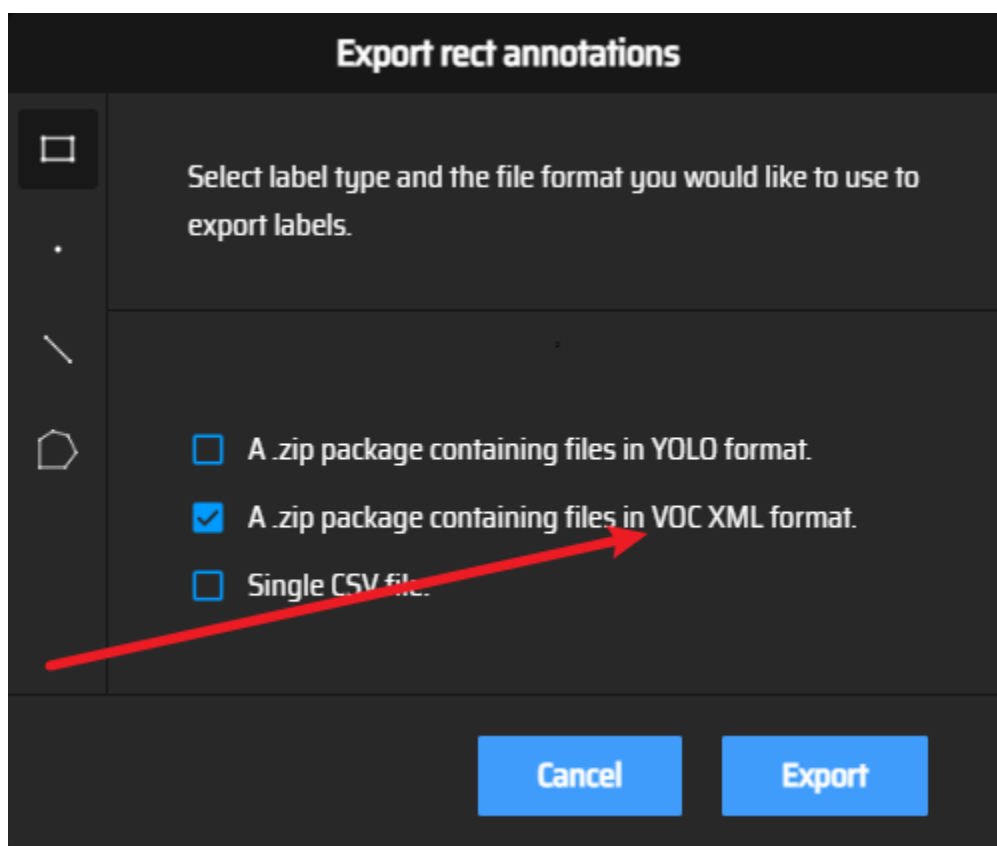 Export rect annotations
Select label type and the file format you would like to use to
export labels.
A .zip package containing files in YOLO format.
A .zip package containing files in VOC XML format.
Single CSV file.
Cancel
Export